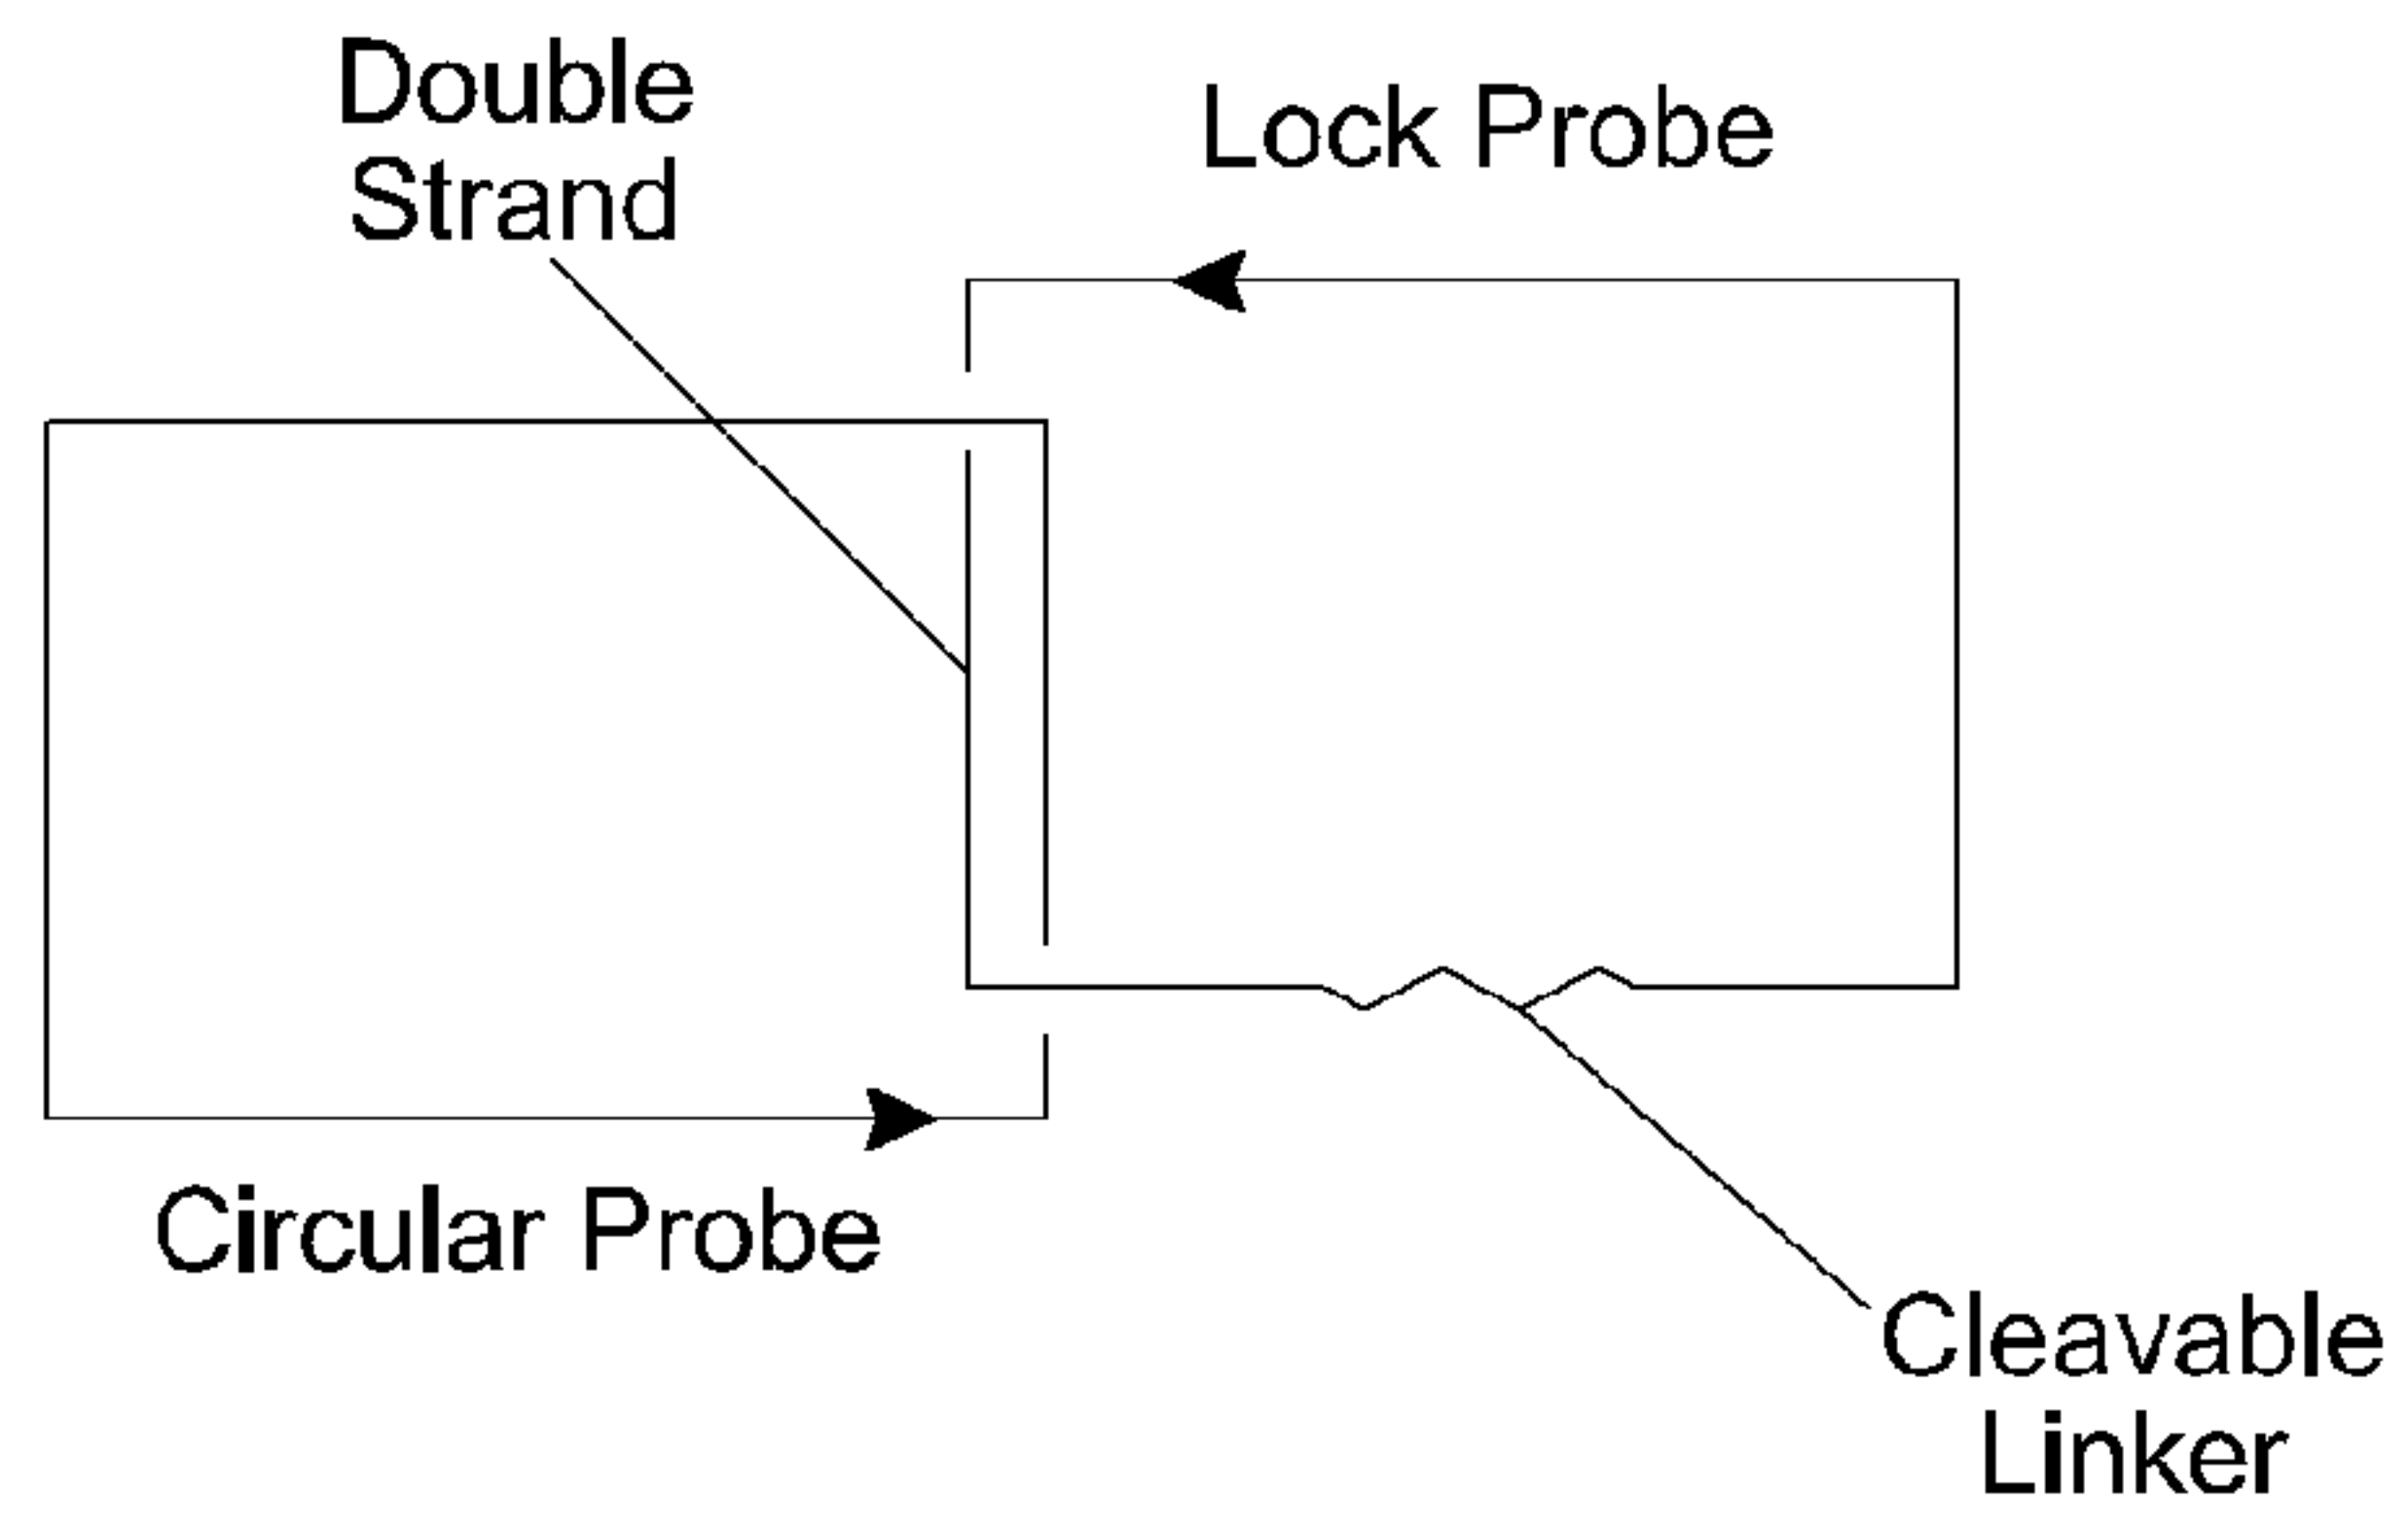 Double
Strand
Lock Probe
Circular Probe
Cleavable
Linker